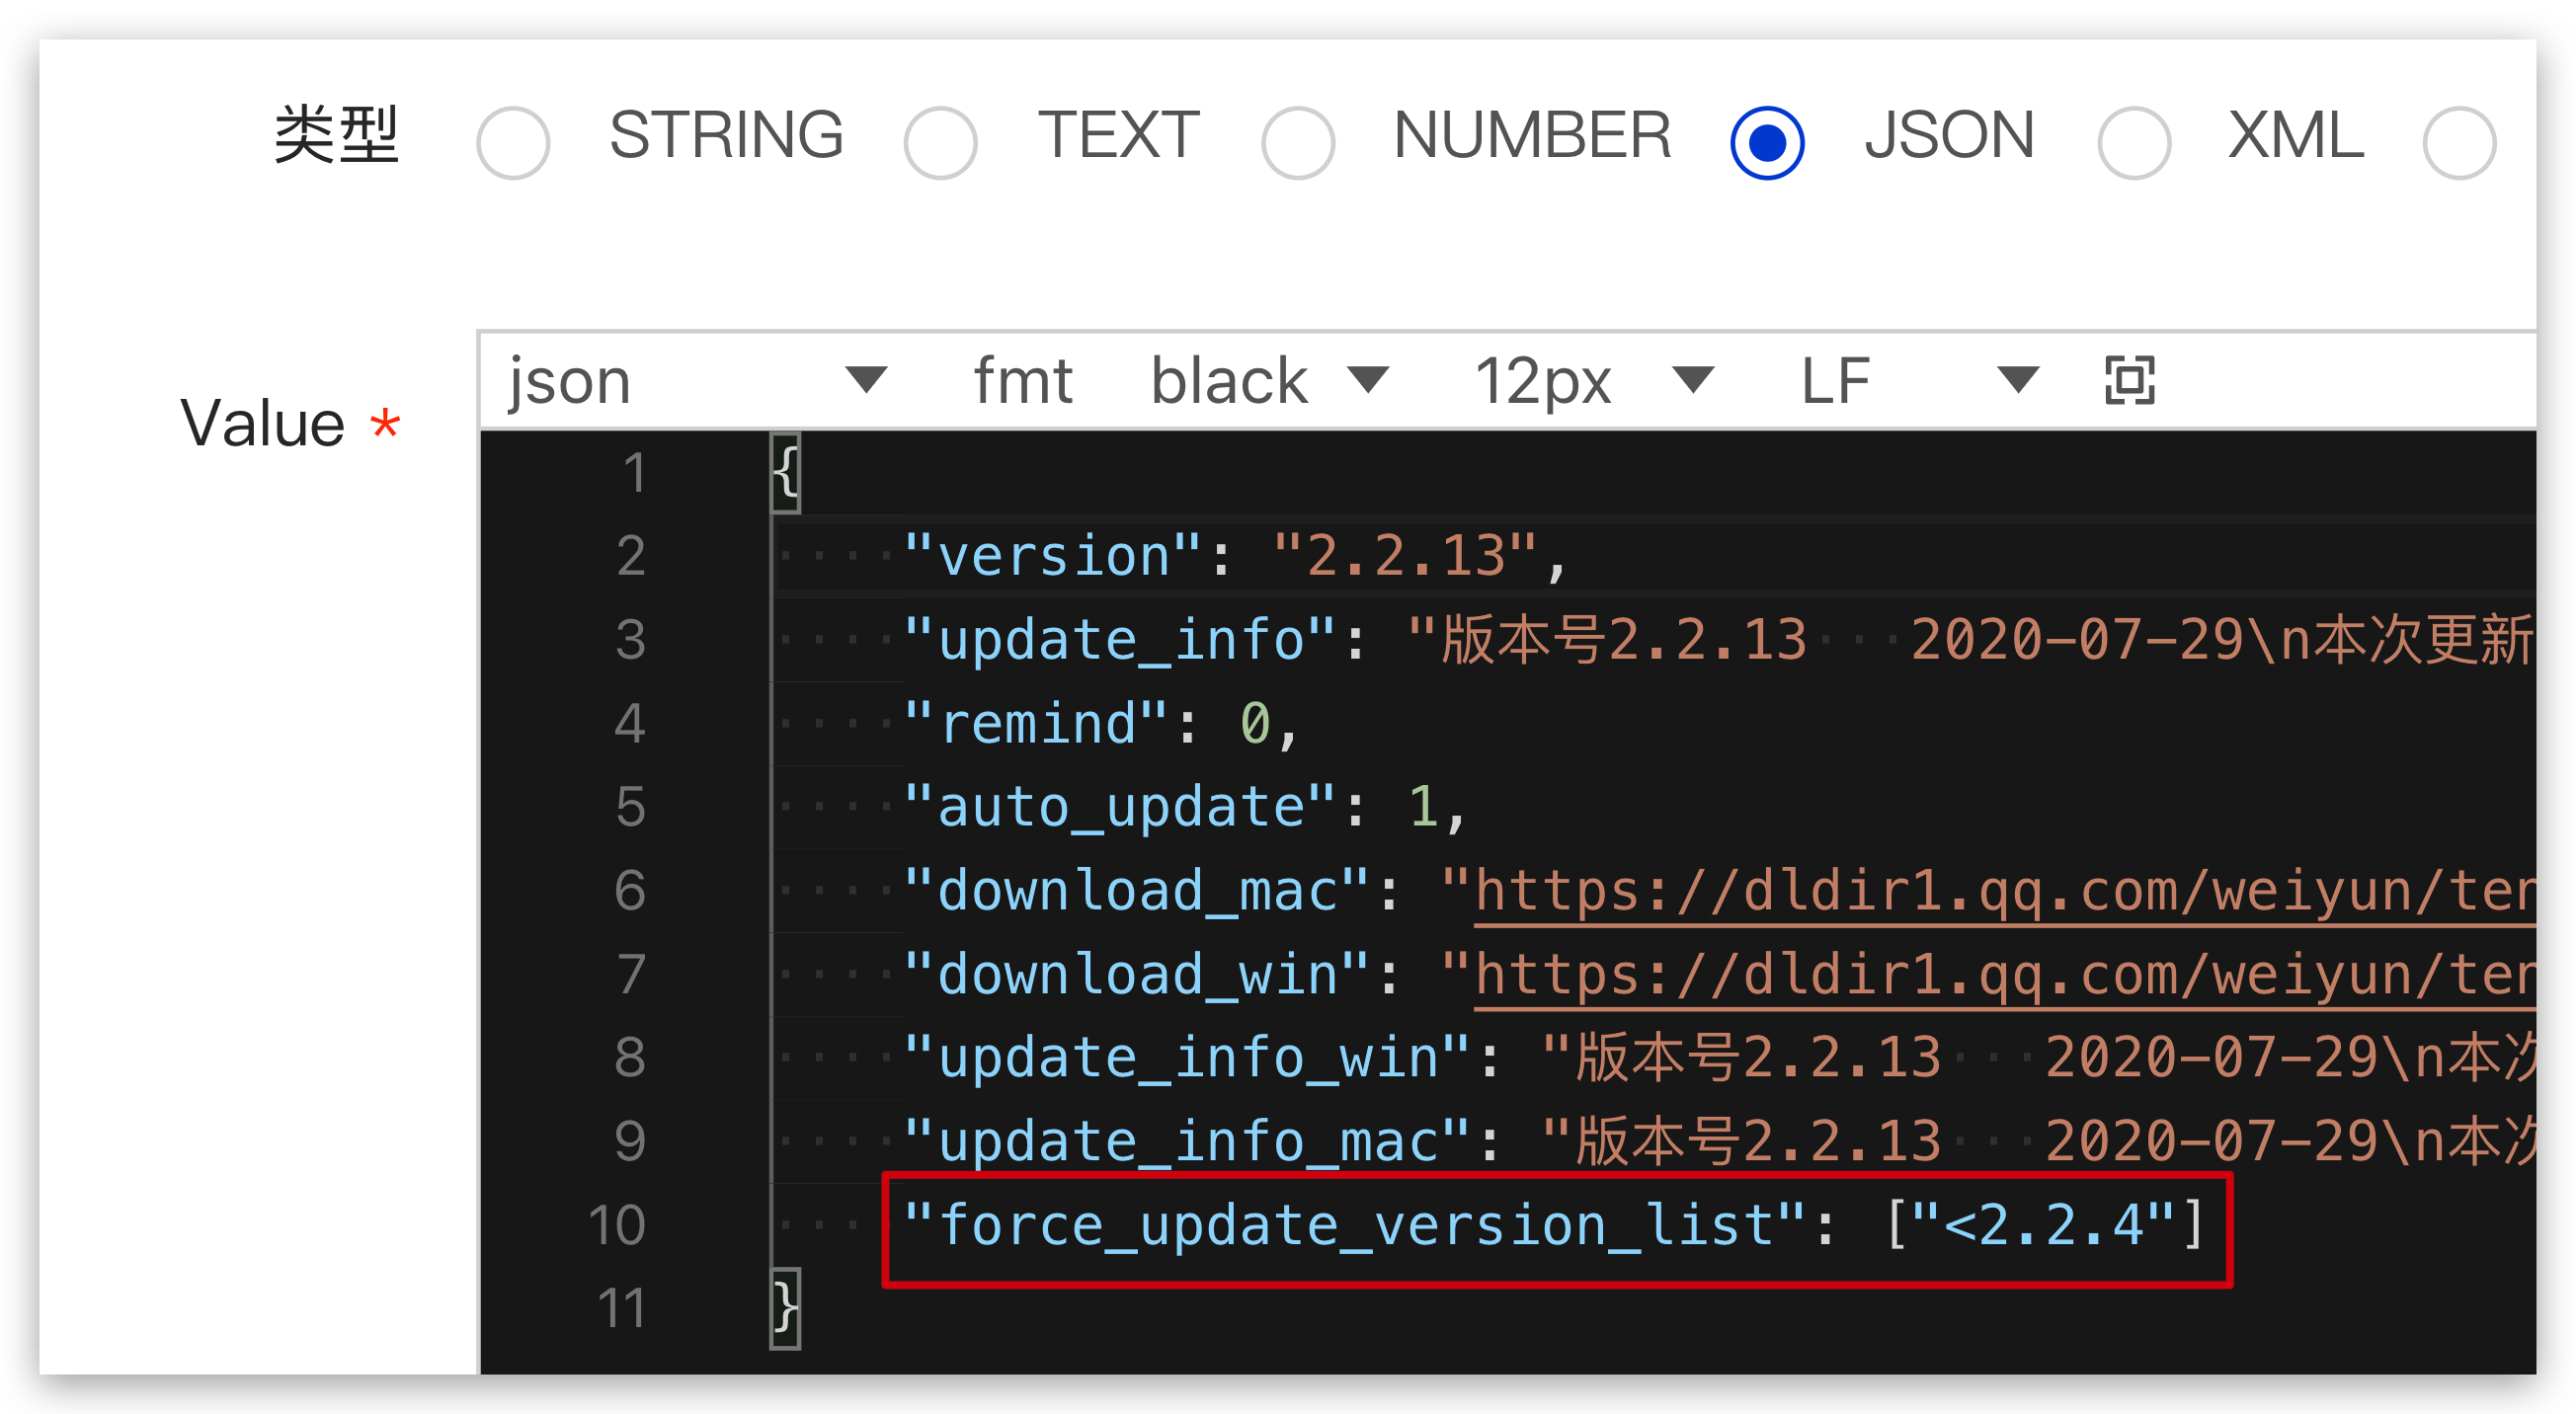 类型 STRING TEXT NUMBER JSON XML
Value *
json fmt black 12px LF
1 {
2 "version": "2.2.13",
3 "update_info": "版本号2.2.13 2020-07-29\n本次更新
4 "remind": 0,
5 "auto_update": 1,
6 "download_mac": "https://dldir1.qq.com/weiyun/ten
7 "download_win": "https://dldir1.qq.com/weiyun/ten
8 "update_info_win": "版本号2.2.13 2020-07-29\n本次
9 "update_info_mac": "版本号2.2.13 2020-07-29\n本次
10 "force_update_version_list": ["<2.2.4"]
11 }